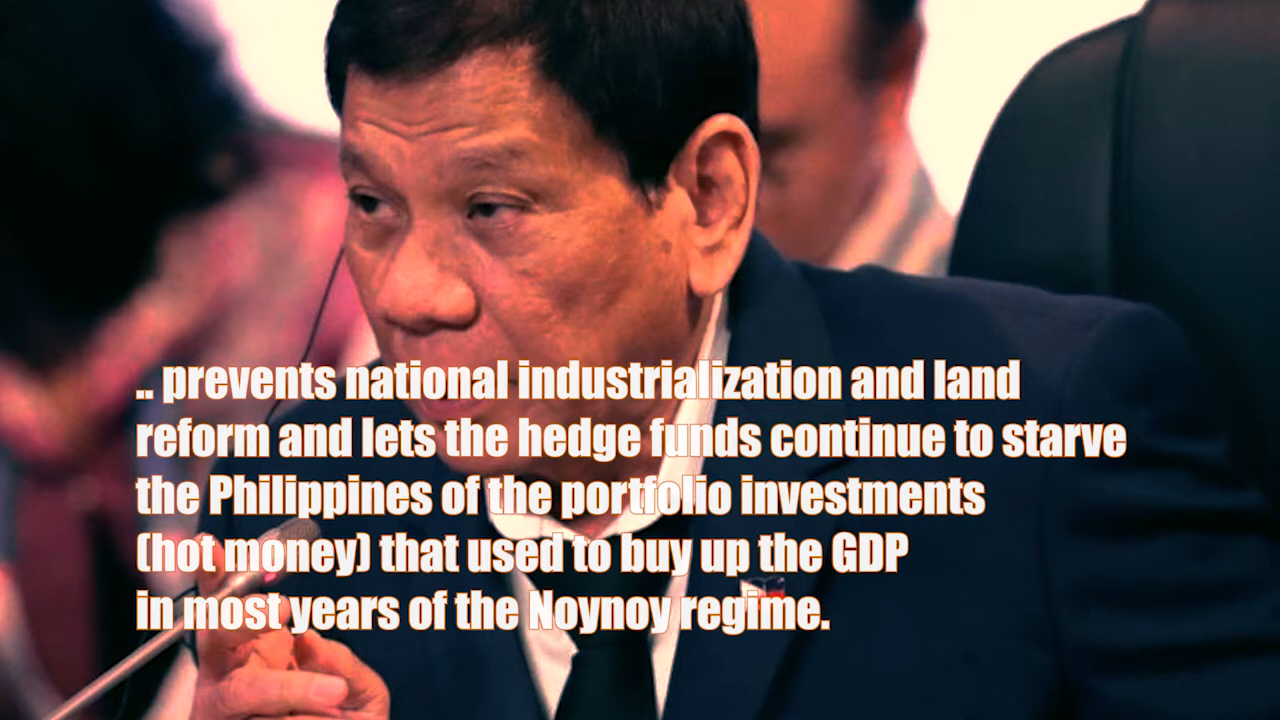 .. prevents national industrialization and land
reform and lets the hedge funds continue to starve
the Philippines of the portfolio investments
(hot money) that used to buy up the GDP
in most years of the Noynoy regime.